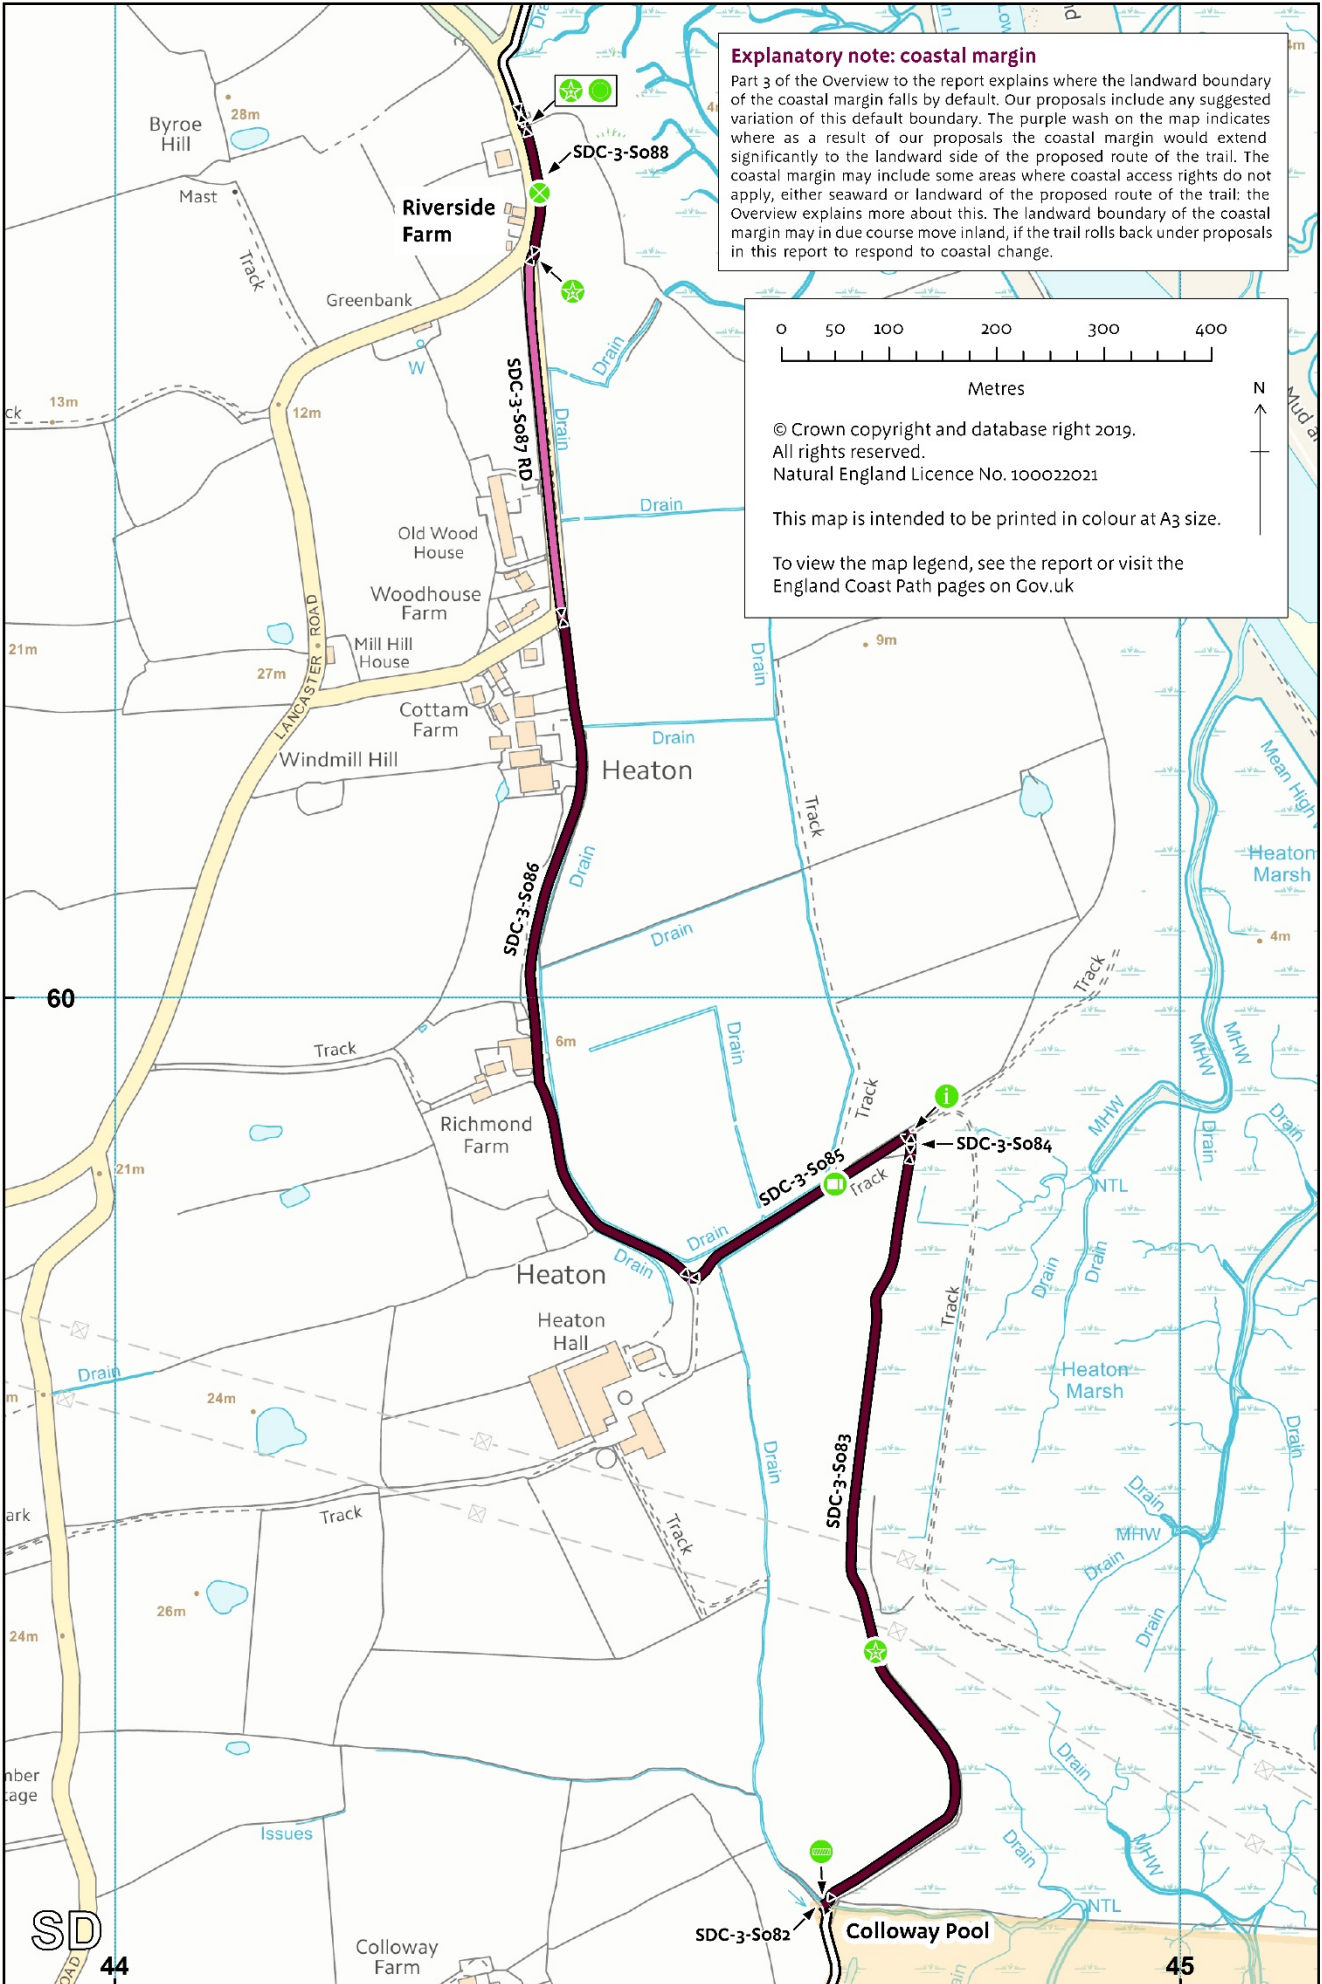 Explanatory note: coastal margin
Part 3 of the Overview to the report explains where the landward boundary
of the coastal margin falls by default. Our proposals include any suggested
variation of this default boundary. The purple wash on the map indicates
where as a result of our proposals the coastal margin would extend
significantly to the landward side of the proposed route of the trail. The
coastal margin may include some areas where coastal access rights do not
apply, either seaward or landward of the proposed route of the trail: the
Overview explains more about this. The landward boundary of the coastal
margin may in due course move inland, if the trail rolls back under proposals
in this report to respond to coastal change.
0 50 100 200 300 400
Metres
N
© Crown copyright and database right 2019.
All rights reserved.
Natural England Licence No. 100022021
This map is intended to be printed in colour at A3 size.
To view the map legend, see the report or visit the
England Coast Path pages on Gov.uk
28m
Byroe
Hill
Mast
Track
SDC-3-S088
Riverside
Farm
Greenbank
W
Drain
13m
12m
SDC-3-S087 RD
Drain
Drain
Old Wood
House
Woodhouse
Farm
LANCASTER ROAD
Mill Hill
House
21m
27m
9m
Drain
Cottam
Farm
Windmill Hill
Drain
Heaton
Track
Mean High
Heaton
Marsh
4m
SDC-3-S086
Drain
Drain
Track
60
6m
Drain
Track
MHW
MHW
Richmond
Farm
Track
MHW
Drain
Drain
SDC-3-S084
21m
SDC-3-S085
Track
NTL
Drain
Drain
Heaton
Drain
Drain
Heaton
Hall
Track
Drain
24m
Heaton
Marsh
Drain
Drain
SDC-3-S083
Drain
MHW
Drain
Track
Track
26m
24m
Drain
Drain
Issues
Drain
MHW
NTL
SDC-3-S082
Colloway Pool
SD
Colloway
Farm
44
45